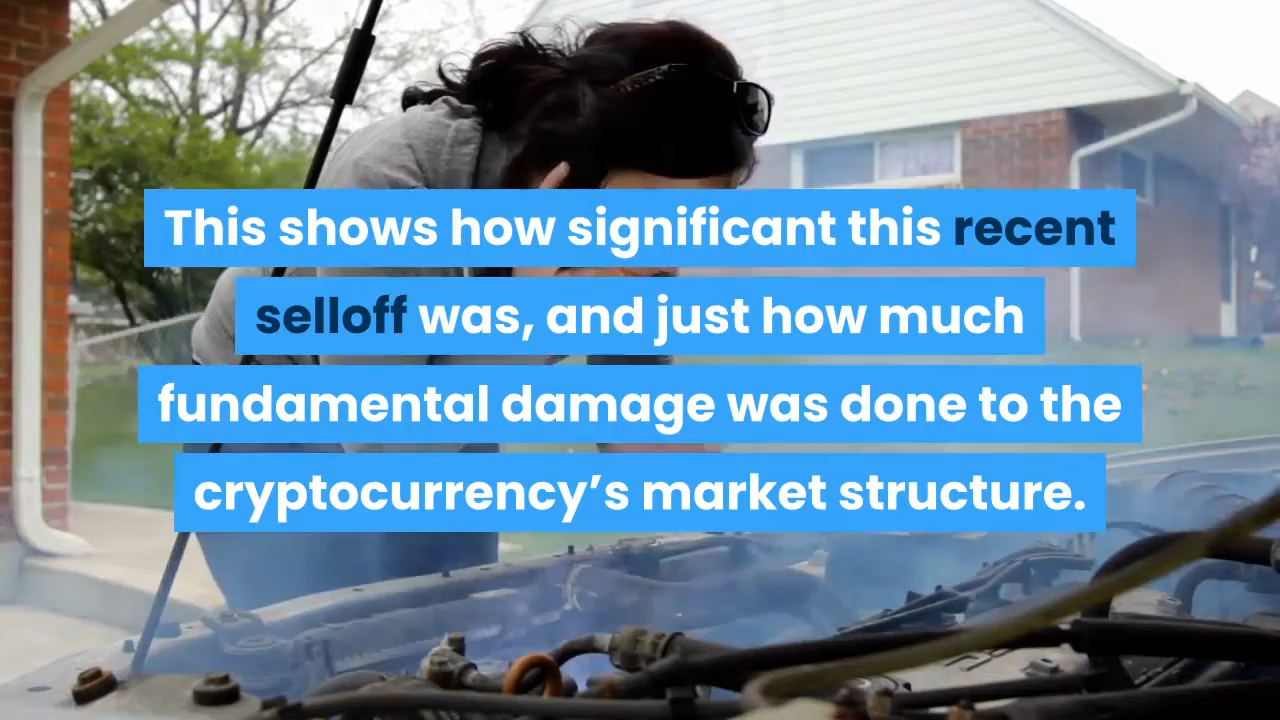 This shows how significant this recent
selloff was, and just how much
fundamental damage was done to the
cryptocurrency’s market structure.